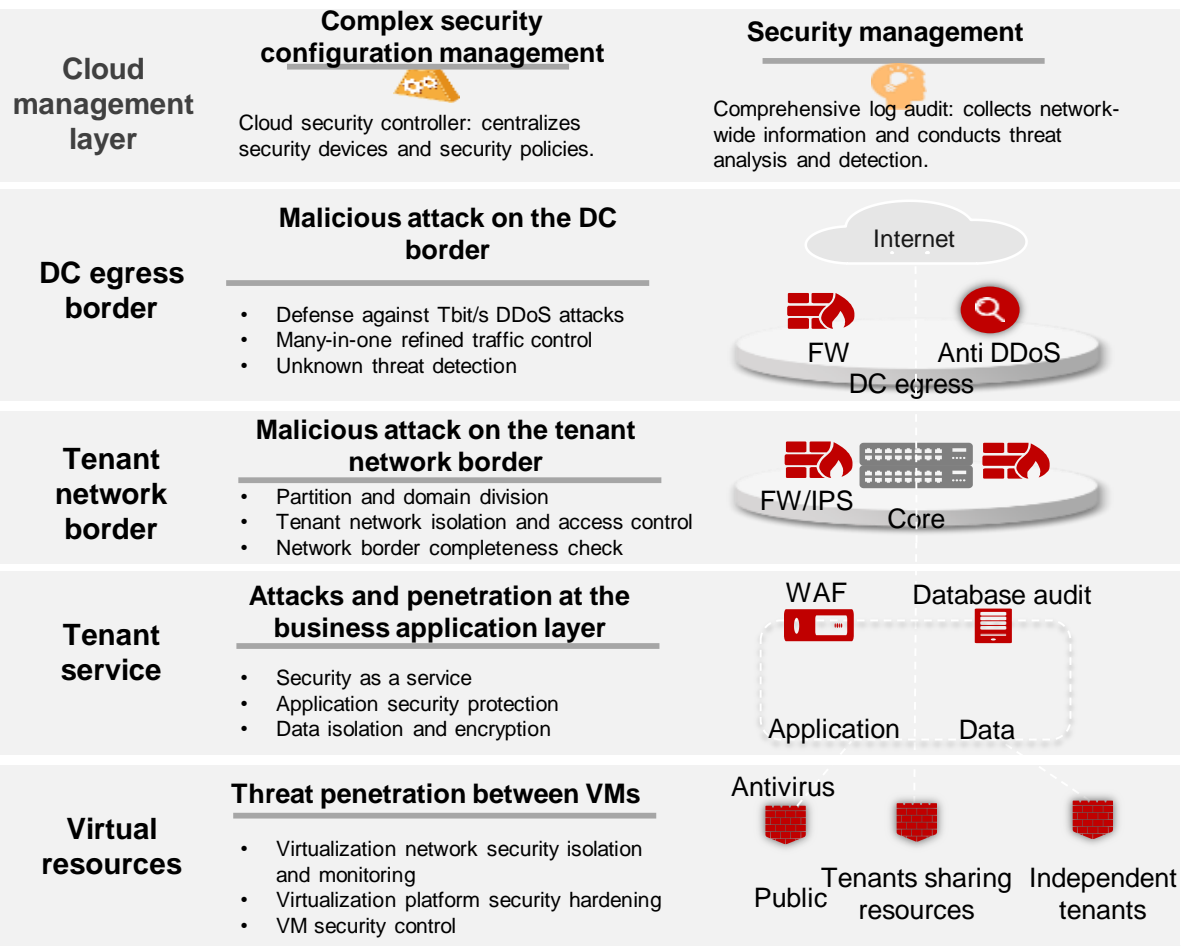 Cloud
management
layer
Complex security
configuration management
Cloud security controller: centralizes
security devices and security policies.
Security management
Comprehensive log audit: collects network-
wide information and conducts threat
analysis and detection.
DC egress
border
Malicious attack on the DC
border
• Defense against Tbit/s DDoS attacks
• Many-in-one refined traffic control
• Unknown threat detection
Internet
FW
Anti DDoS
DC egress
Tenant
network
border
Malicious attack on the tenant
network border
• Partition and domain division
• Tenant network isolation and access control
• Network border completeness check
FW/IPS
Core
Tenant
service
Attacks and penetration at the
business application layer
• Security as a service
• Application security protection
• Data isolation and encryption
WAF
Database audit
Application
Data
Virtual
resources
Threat penetration between VMs
• Virtualization network security isolation
and monitoring
• Virtualization platform security hardening
• VM security control
Antivirus
Public
Tenants sharing
resources
Independent
tenants